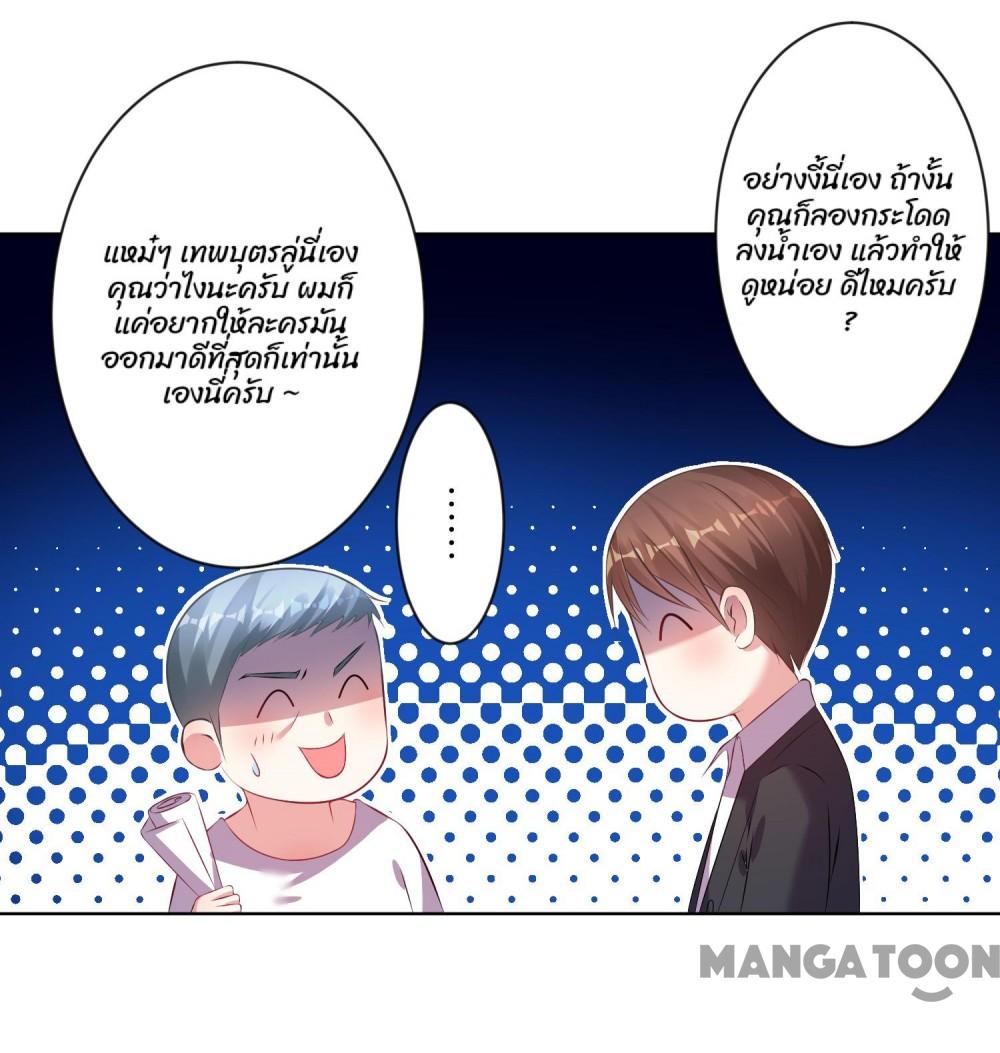 แหม๋ๆ เทพบุตรลู่นี่เอง
คุณว่าไงนะครับ ผมก็
แค่อยากให้ละครมัน
ออกมาดีที่สุดก็เท่านั้น
เองนี่ครับ ~
......
อย่างงี้นี่เอง ถ้างั้น
คุณก็ลองกระโดด
ลงน้ำเอง แล้วทำให้
ดูหน่อย ดีไหมครับ
?
MANGATOON